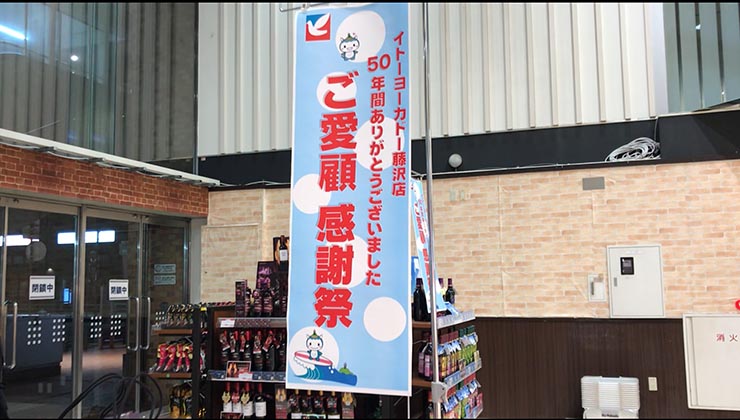 イトーヨーカドー藤沢店
50年間ありがとうございました
ご愛顧 感謝祭
閉鎖中
閉鎖中
消火